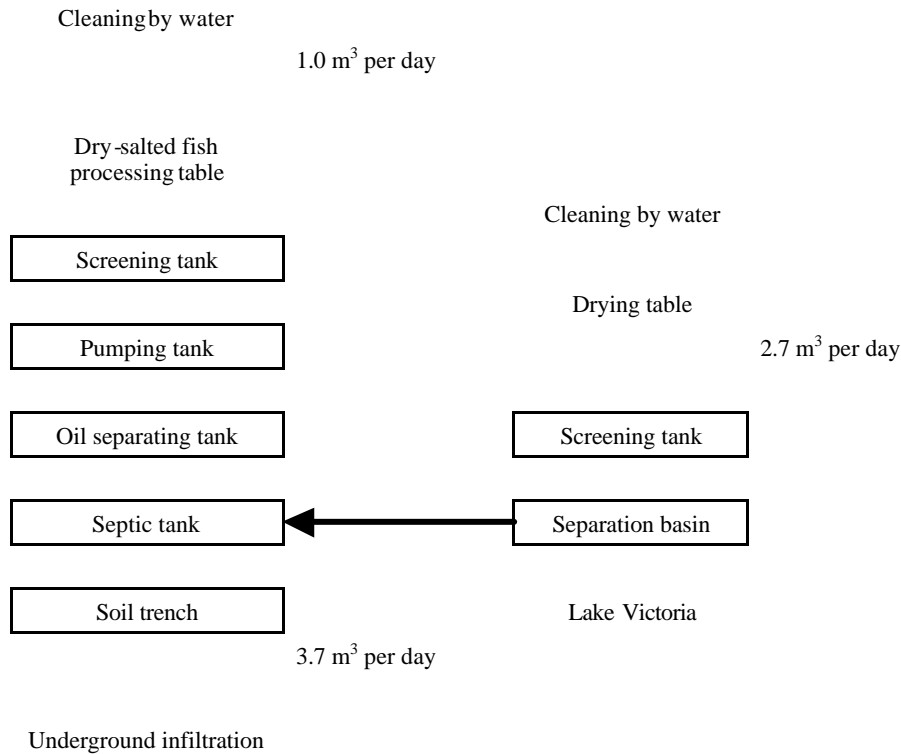 Cleaning by water
1.0 m³ per day
Dry-salted fish
processing table
Screening tank
Pumping tank
Oil separating tank
Septic tank
Soil trench
3.7 m³ per day
Underground infiltration
Cleaning by water
Drying table
2.7 m³ per day
Screening tank
Separation basin
Lake Victoria